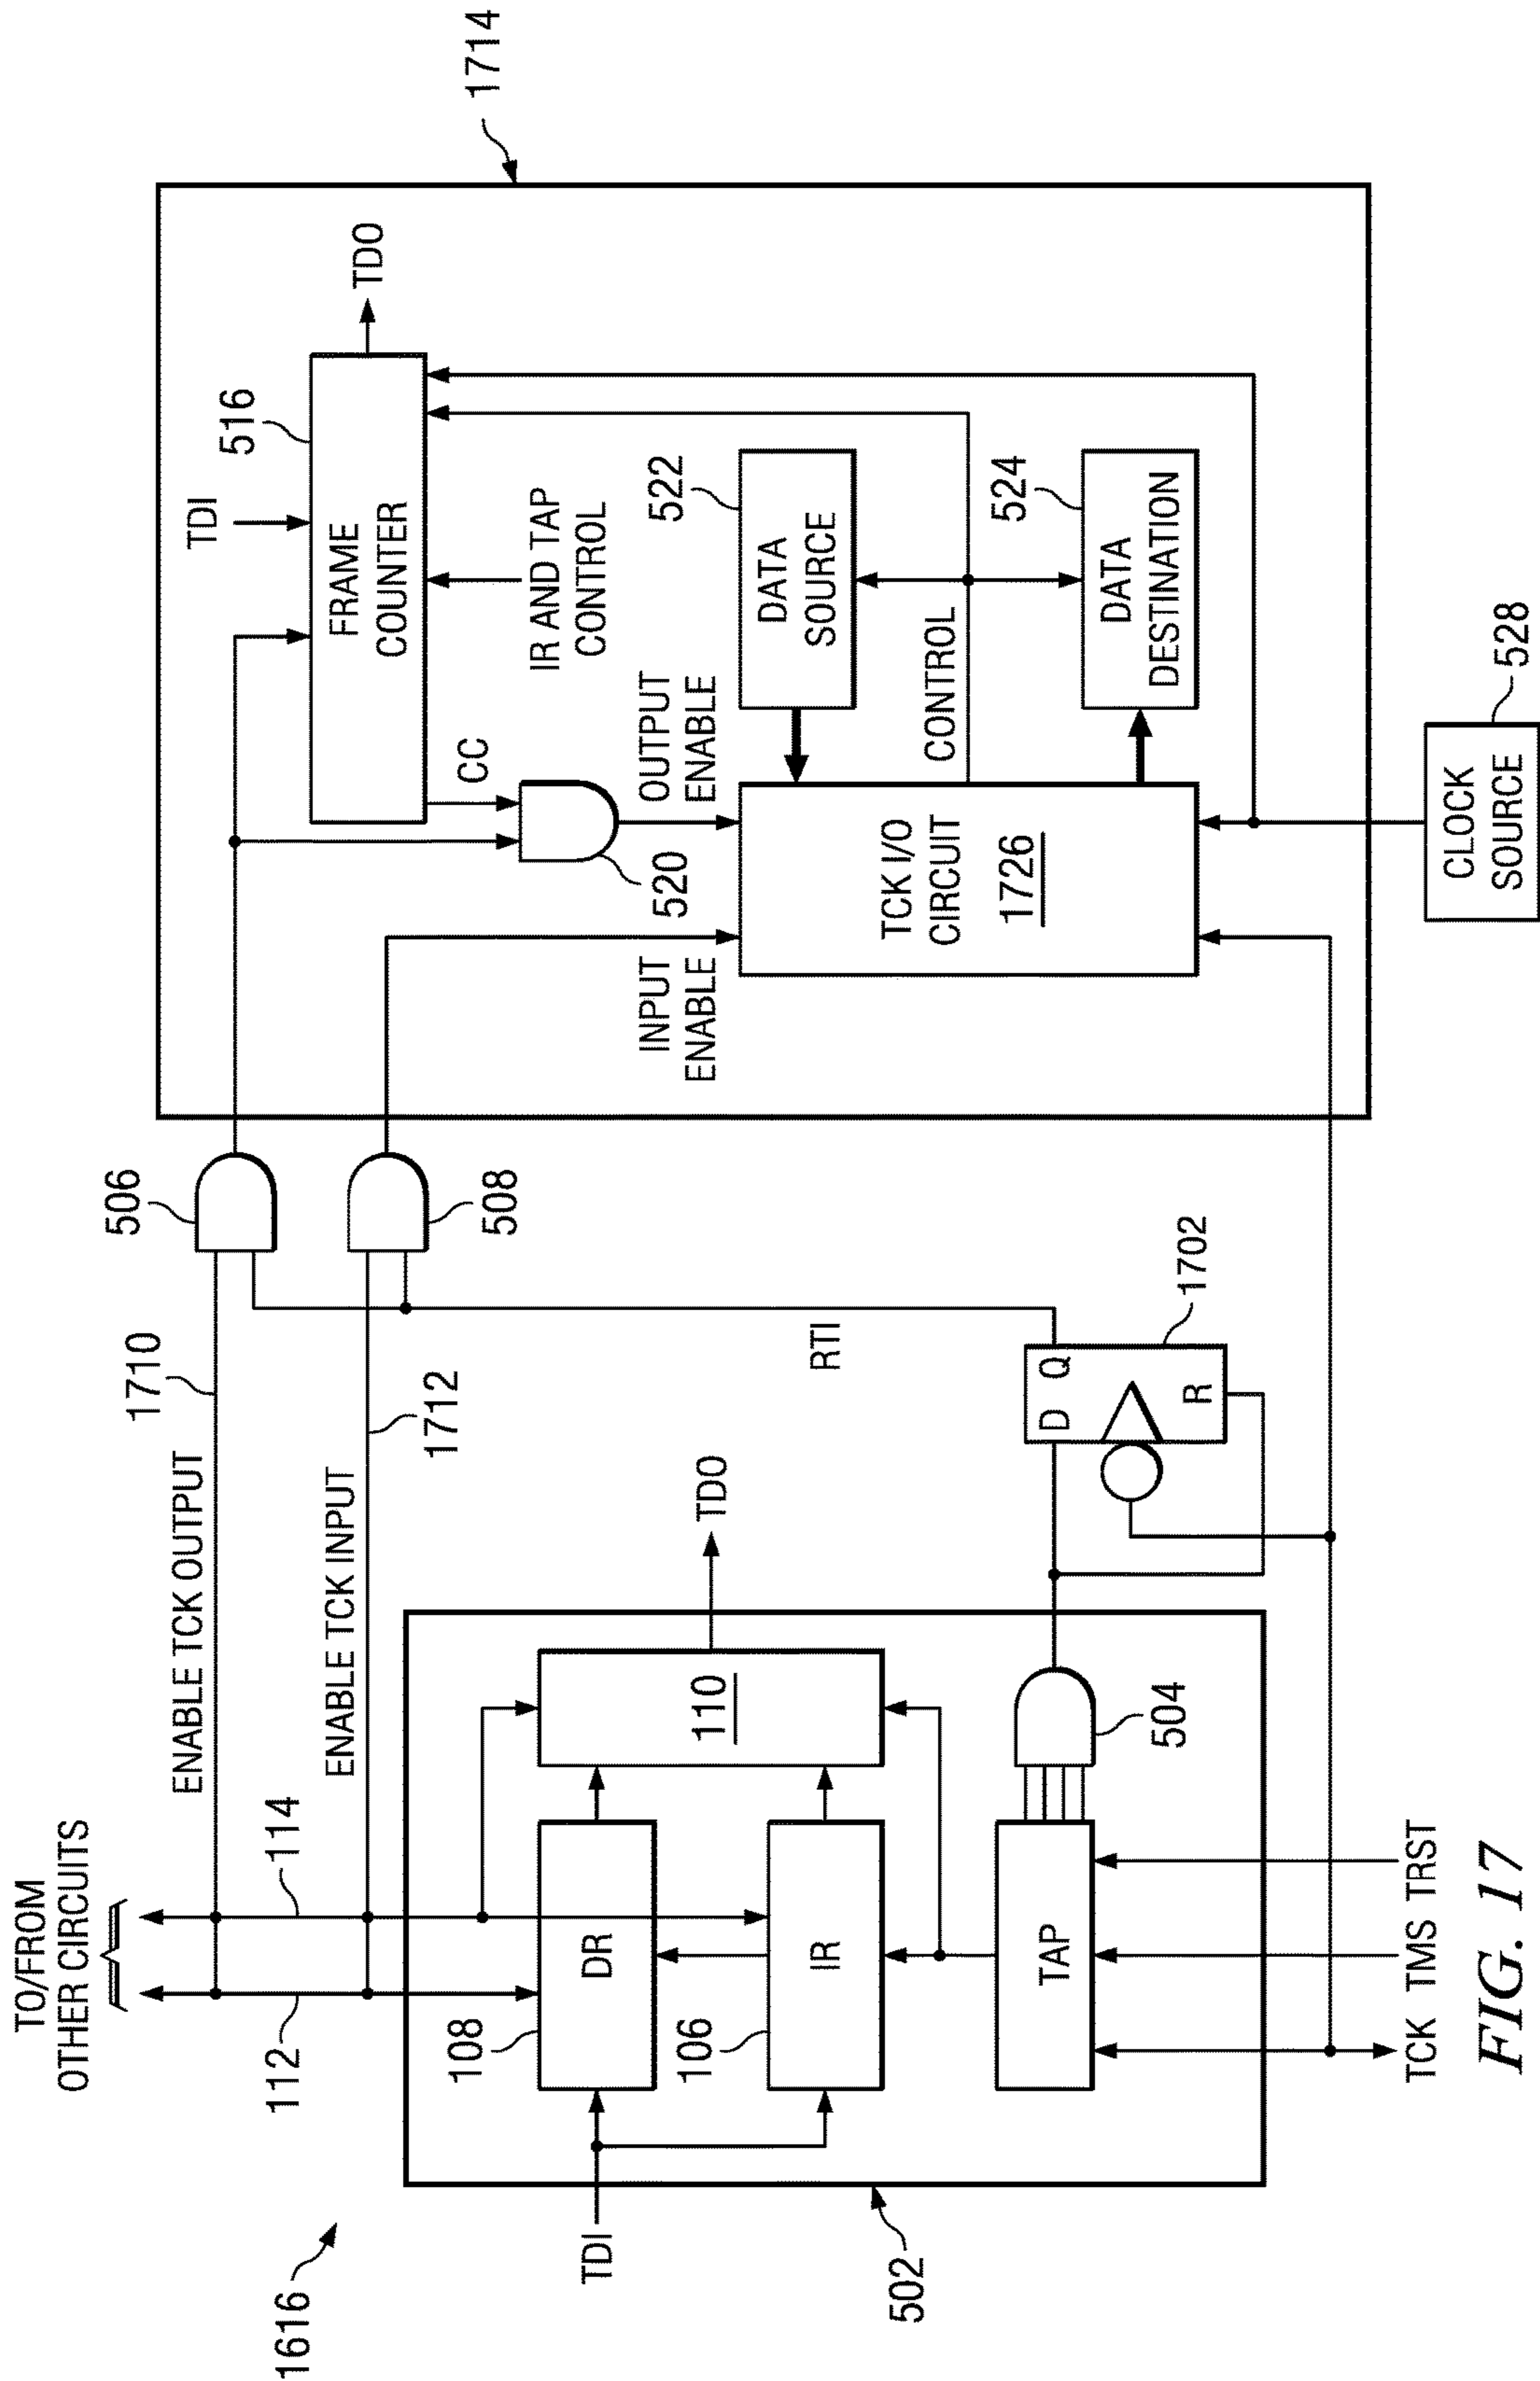 TO/FROM
OTHER CIRCUITS
112
114
ENABLE TCK OUTPUT
1710
506
ENABLE TCK INPUT
1712
508
1616
TDI
502
108
DR
106
IR
TAP
110
TDO
504
TCK
TMS
TRST
RTI
D
Q
R
1702
1714
TDI
516
FRAME
COUNTER
TDO
CC
IR AND TAP
CONTROL
520
OUTPUT
ENABLE
INPUT
ENABLE
522
DATA
SOURCE
CONTROL
524
DATA
DESTINATION
TCK I/O
CIRCUIT
1726
CLOCK
SOURCE
528
FIG. 17